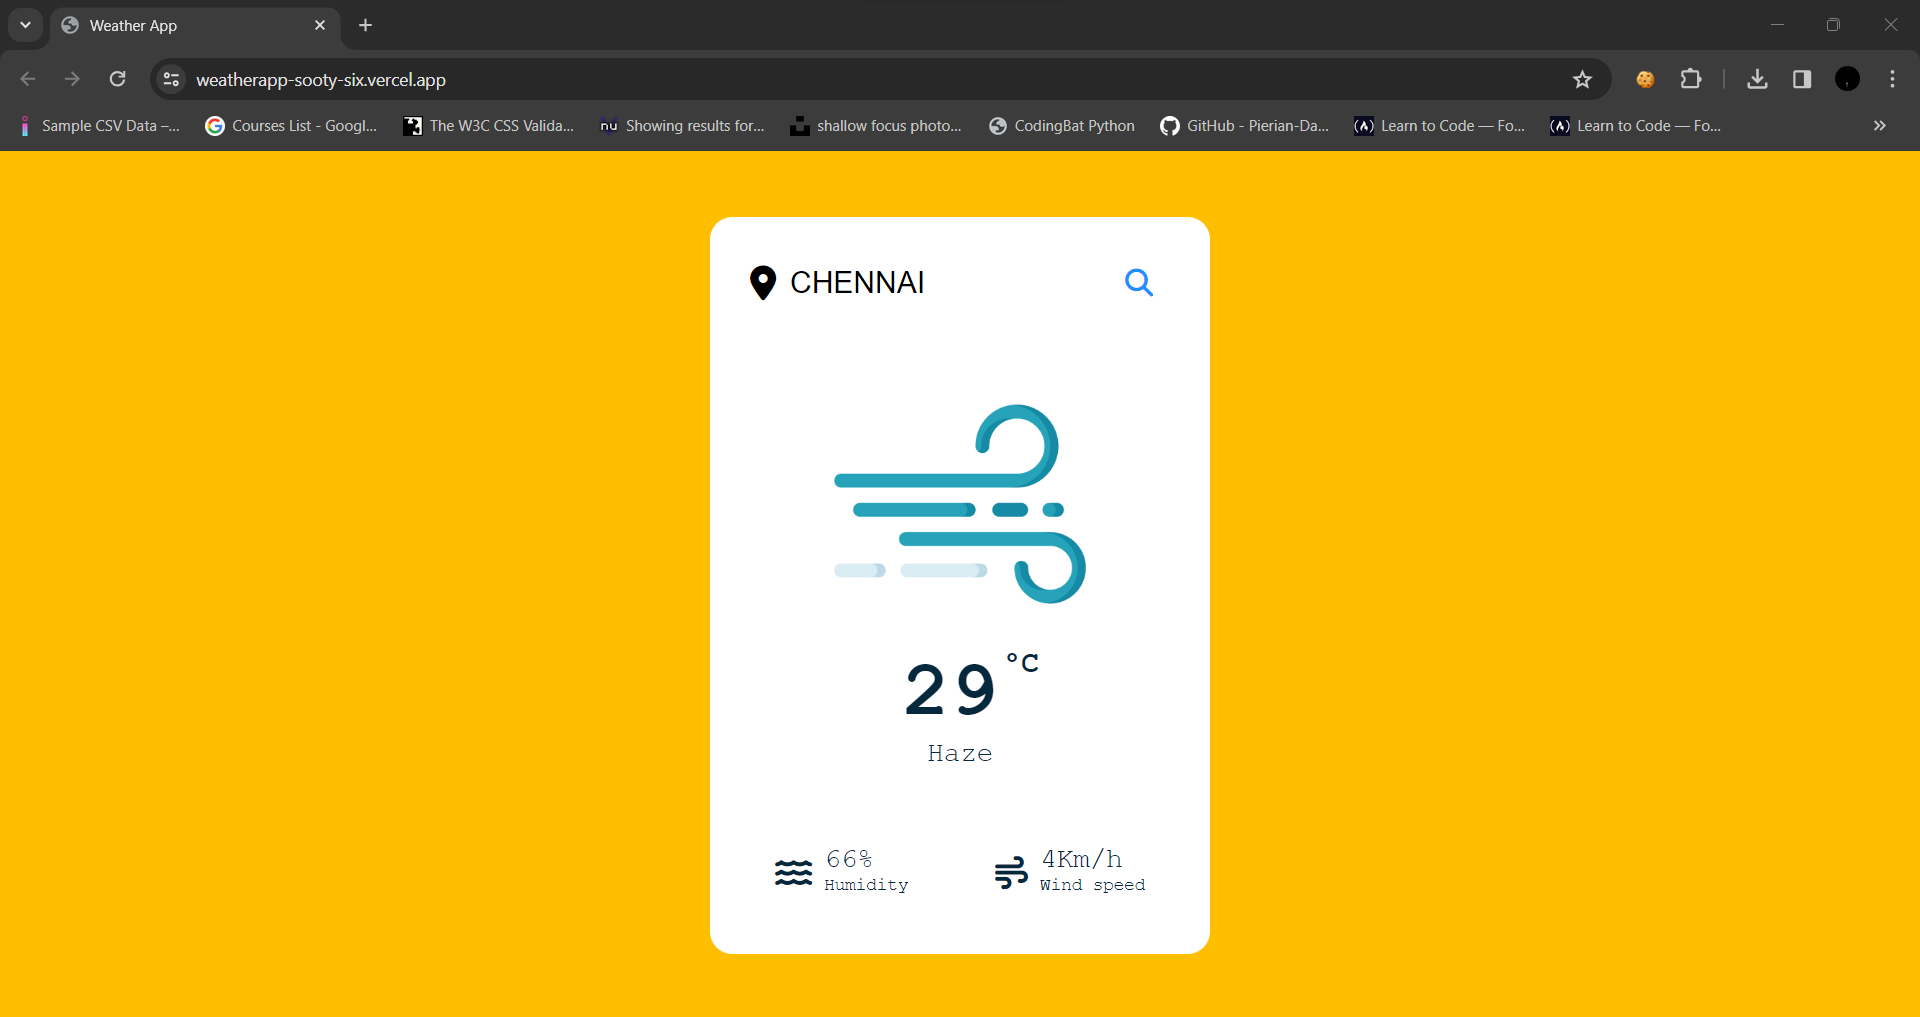 Weather App
weatherapp-sooty-six.vercel.app
Sample CSV Data –... Courses List - Googl... The W3C CSS Valida... nu Showing results for... shallow focus photo... CodingBat Python GitHub - Pierian-Da... Learn to Code — Fo... Learn to Code — Fo...
CHENNAI
29 °C
Haze
66% 4Km/h
Humidity Wind speed